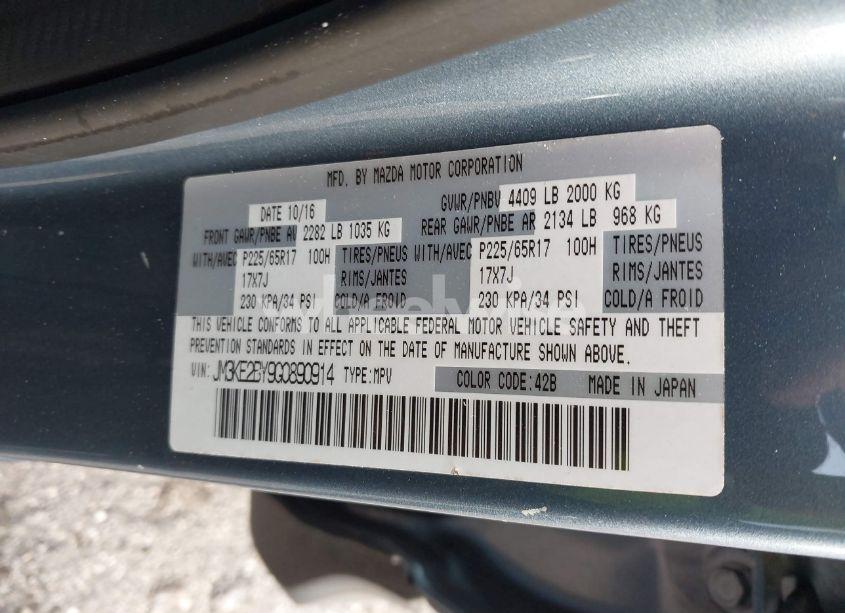 MFD. BY MAZDA MOTOR CORPORATION
DATE 10/16 GVWR/PNBV 4409 LB 2000 KG
FRONT GAWR/PNBE AV 2282 LB 1035 KG REAR GAWR/PNBE AR 2134 LB 968 KG
WITH/AVEC P225/65R17 100H TIRES/PNEUS WITH/AVEC P225/65R17 100H TIRES/PNEUS
17X7J RIMS/JANTES 17X7J RIMS/JANTES
230 KPA/34 PSI COLD/A FROID 230 KPA/34 PSI COLD/A FROID
THIS VEHICLE CONFORMS TO ALL APPLICABLE FEDERAL MOTOR VEHICLE SAFETY AND THEFT
PREVENTION STANDARDS IN EFFECT ON THE DATE OF MANUFACTURE SHOWN ABOVE.
VIN: JM3KE2BY9G0890914 TYPE:MPV COLOR CODE:42B MADE IN JAPAN